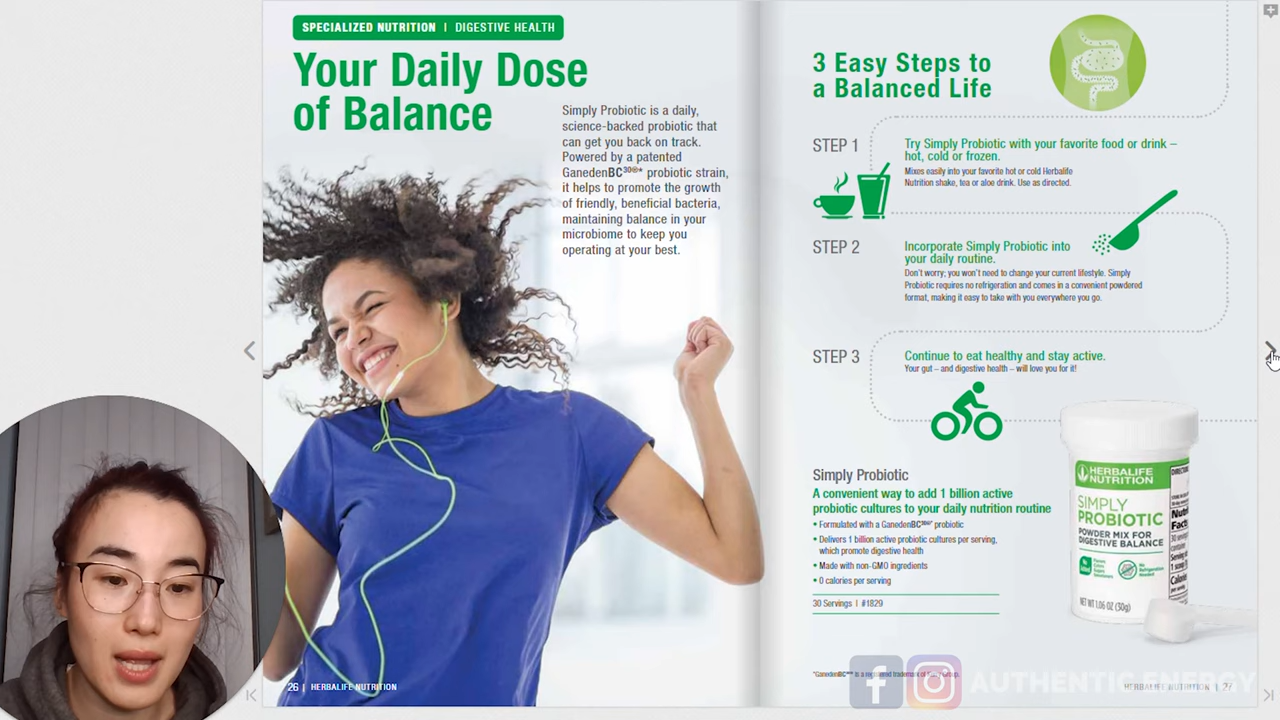 SPECIALIZED NUTRITION | DIGESTIVE HEALTH
Your Daily Dose
of Balance
Simply Probiotic is a daily,
science-backed probiotic that
can get you back on track.
Powered by a patented
GanedenBC³⁰®* probiotic strain,
it helps to promote the growth
of friendly, beneficial bacteria,
maintaining balance in your
microbiome to keep you
operating at your best.
26 | HERBALIFE NUTRITION
3 Easy Steps to
a Balanced Life
STEP 1
Try Simply Probiotic with your favorite food or drink –
hot, cold or frozen.
Mixes easily into your favorite hot or cold Herbalife
Nutrition shake, tea or aloe drink. Use as directed.
STEP 2
Incorporate Simply Probiotic into
your daily routine.
Don't worry; you won't need to change your current lifestyle. Simply
Probiotic requires no refrigeration and comes in a convenient powdered
format, making it easy to take with you everywhere you go.
STEP 3
Continue to eat healthy and stay active.
Your gut – and digestive health – will love you for it!
Simply Probiotic
A convenient way to add 1 billion active
probiotic cultures to your daily nutrition routine
• Formulated with a GanedenBC³⁰®* probiotic
• Delivers 1 billion active probiotic cultures per serving,
which promote digestive health
• Made with non-GMO ingredients
• 0 calories per serving
30 Servings | #1829
HERBALIFE
NUTRITION
SIMPLY
PROBIOTIC
POWDER MIX FOR
DIGESTIVE BALANCE
NET WT 1.06 OZ (30g)
AUTHENTIC ENERGY
HERBALIFE NUTRITION | 27